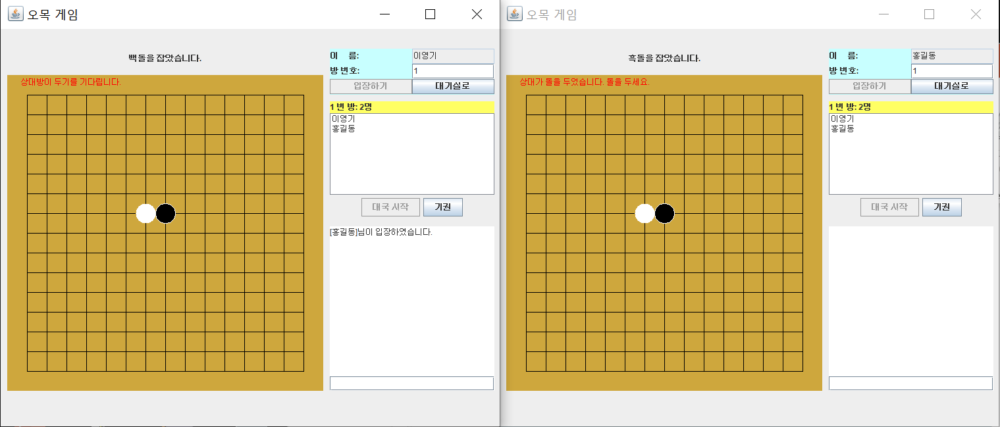 오목 게임
백돌을 잡았습니다.
상대방이 두기를 기다립니다.
이 름: 이영기
방 번호: 1
입장하기 대기실로
1 번 방: 2명
이영기
홍길동
대국 시작 기권
[홍길동]님이 입장하였습니다.
오목 게임
흑돌을 잡았습니다.
상대가 돌을 두었습니다. 돌을 두세요.
이 름: 홍길동
방 번호: 1
입장하기 대기실로
1 번 방: 2명
이영기
홍길동
대국 시작 기권